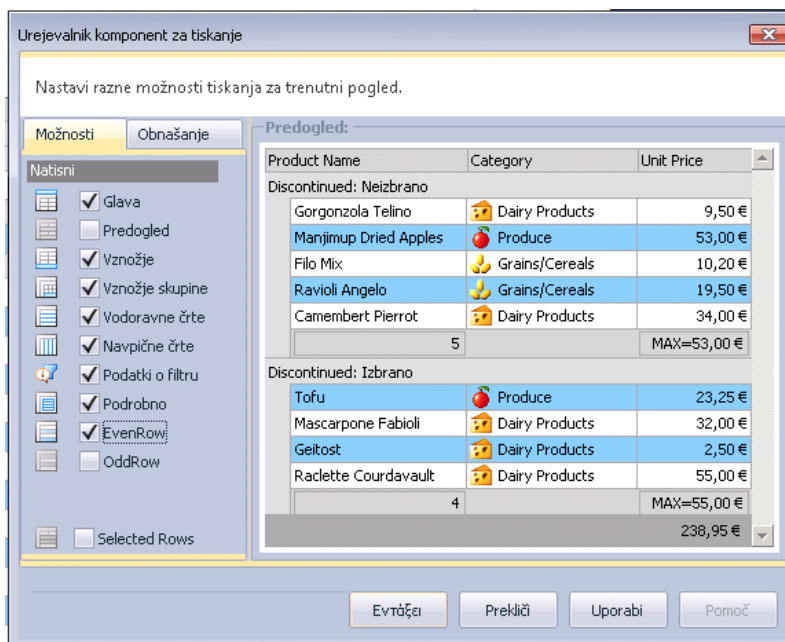 Urejevalnik komponent za tiskanje
Nastavi razne možnosti tiskanja za trenutni pogled.
Možnosti
Obnašanje
Natisni
Glava
Predogled
Vznožje
Vznožje skupine
Vodoravne črte
Navpične črte
Podatki o filtru
Podrobno
EvenRow
OddRow
Selected Rows
Predogled:
Product Name Category Unit Price
Discontinued: Neizbrano
Gorgonzola Telino Dairy Products 9,50 €
Manjimup Dried Apples Produce 53,00 €
Filo Mix Grains/Cereals 10,20 €
Ravioli Angelo Grains/Cereals 19,50 €
Camembert Pierrot Dairy Products 34,00 €
5 MAX=53,00 €
Discontinued: Izbrano
Tofu Produce 23,25 €
Mascarpone Fabioli Dairy Products 32,00 €
Geitost Dairy Products 2,50 €
Raclette Courdavault Dairy Products 55,00 €
4 MAX=55,00 €
238,95 €
Εντάξει Prekliči Uporabi Pomoč